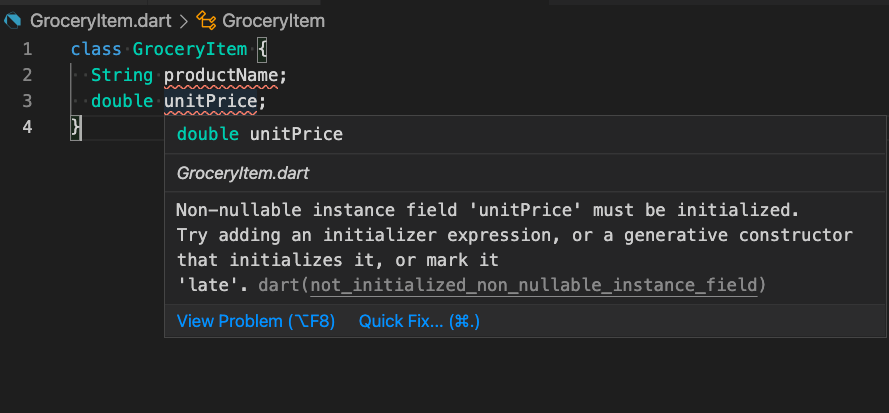 GroceryItem.dart > GroceryItem
1 class GroceryItem {
2 String productName;
3 double unitPrice;
4 }
double unitPrice
GroceryItem.dart
Non-nullable instance field 'unitPrice' must be initialized.
Try adding an initializer expression, or a generative constructor
that initializes it, or mark it
'late'. dart(not_initialized_non_nullable_instance_field)
View Problem (⌥F8) Quick Fix... (⌘.)